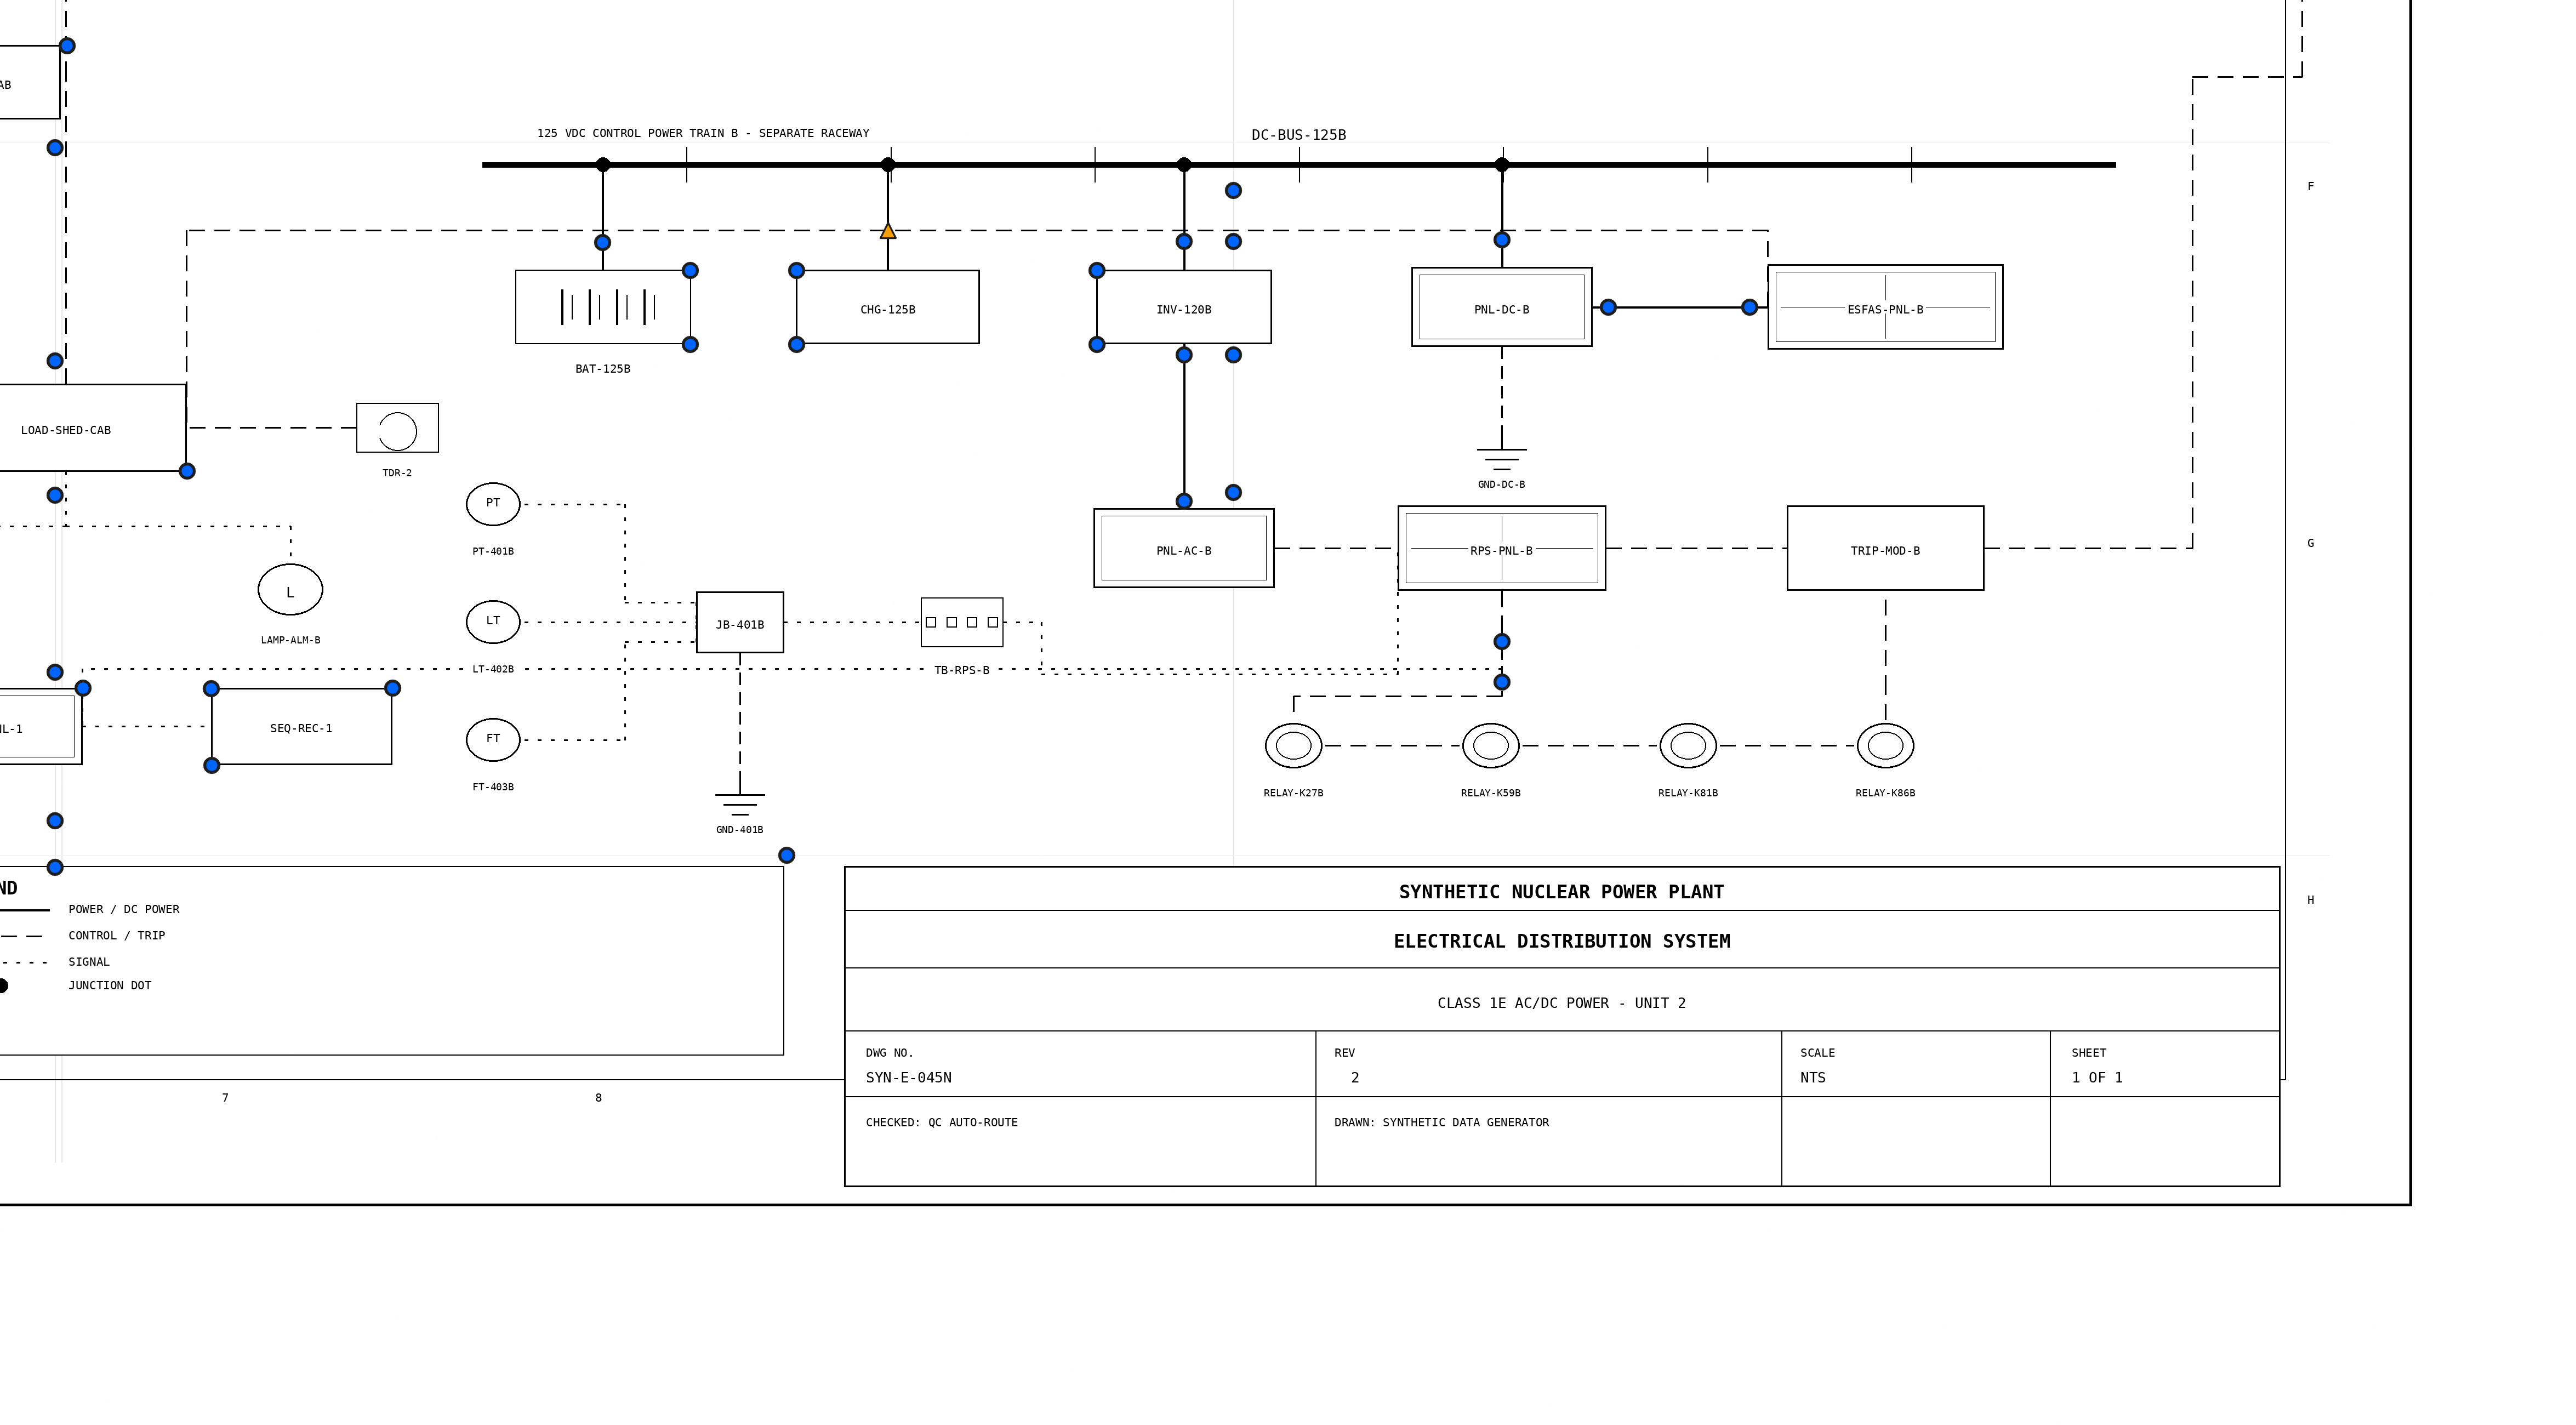 AB
125 VDC CONTROL POWER TRAIN B - SEPARATE RACEWAY
DC-BUS-125B
F
CHG-125B
INV-120B
PNL-DC-B
ESFAS-PNL-B
BAT-125B
LOAD-SHED-CAB
TDR-2
GND-DC-B
PT
PT-401B
PNL-AC-B
RPS-PNL-B
TRIP-MOD-B
G
L
LAMP-ALM-B
LT
LT-402B
JB-401B
TB-RPS-B
NL-1
SEQ-REC-1
FT
FT-403B
GND-401B
RELAY-K27B
RELAY-K59B
RELAY-K81B
RELAY-K86B
ND
POWER / DC POWER
CONTROL / TRIP
SIGNAL
JUNCTION DOT
H
SYNTHETIC NUCLEAR POWER PLANT
ELECTRICAL DISTRIBUTION SYSTEM
CLASS 1E AC/DC POWER - UNIT 2
DWG NO.
SYN-E-045N
REV
2
SCALE
NTS
SHEET
1 OF 1
CHECKED: QC AUTO-ROUTE
DRAWN: SYNTHETIC DATA GENERATOR
7
8